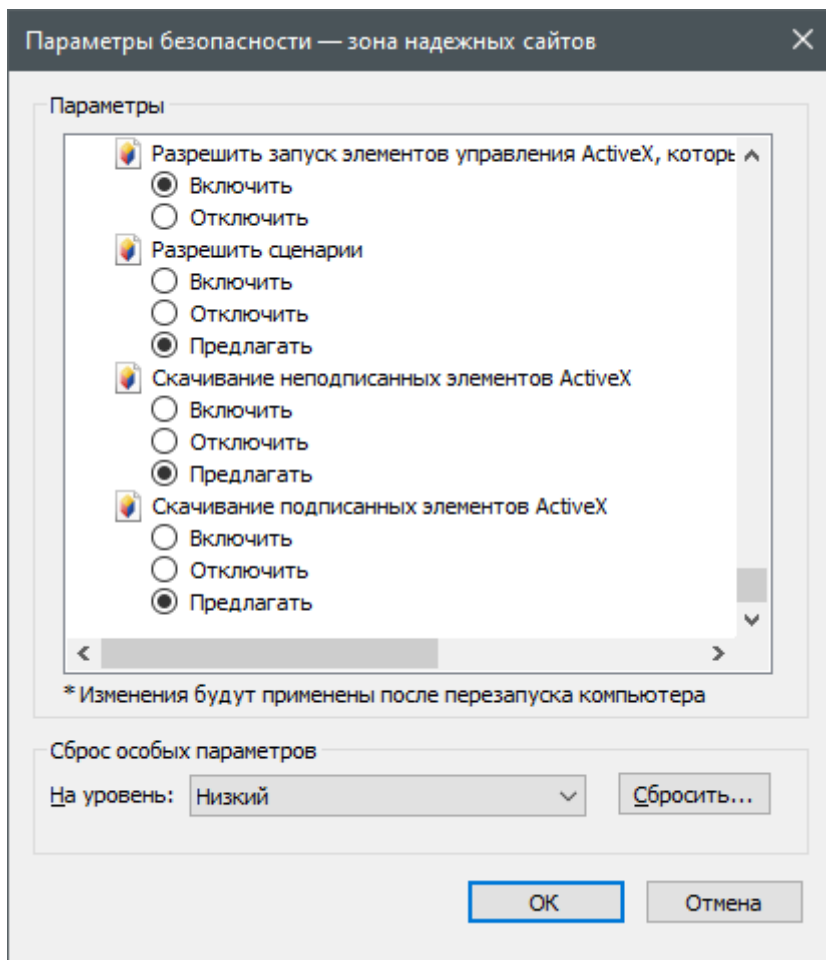 Параметры безопасности — зона надежных сайтов
Параметры
Разрешить запуск элементов управления ActiveX, которы
Включить
Отключить
Разрешить сценарии
Включить
Отключить
Предлагать
Скачивание неподписанных элементов ActiveX
Включить
Отключить
Предлагать
Скачивание подписанных элементов ActiveX
Включить
Отключить
Предлагать
* Изменения будут применены после перезапуска компьютера
Сброс особых параметров
На уровень: Низкий Сбросить...
ОК Отмена